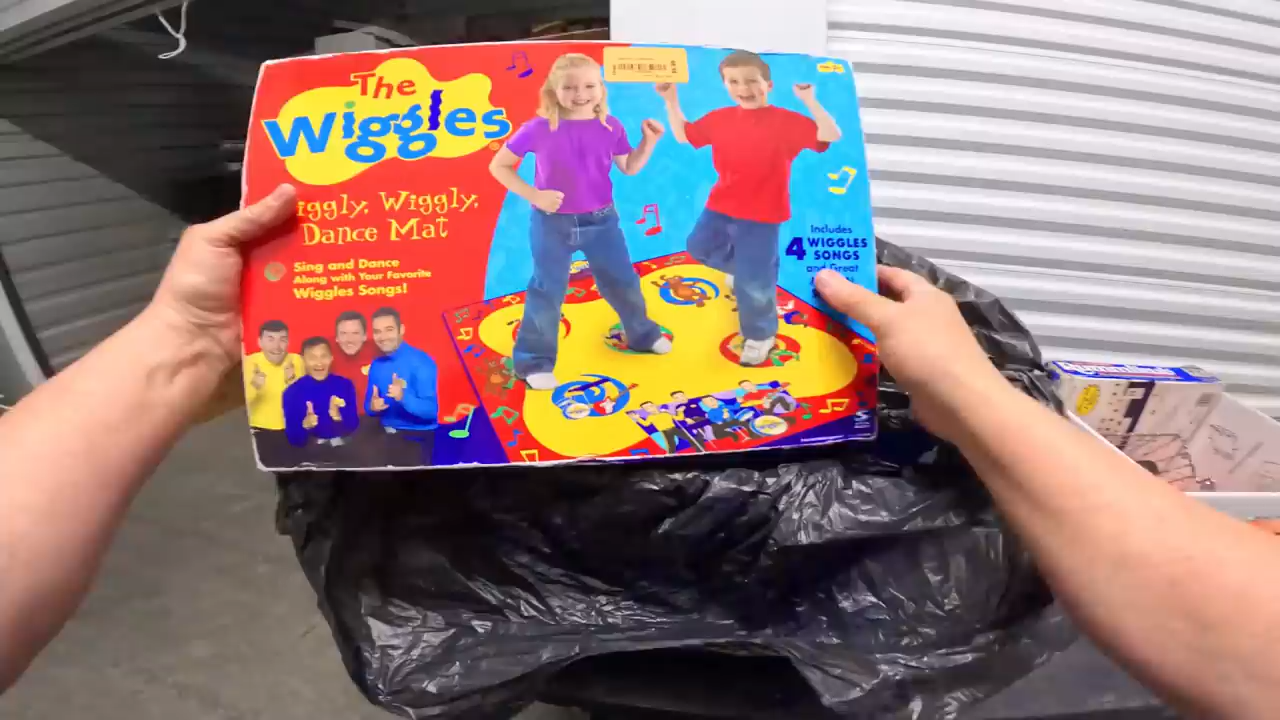 The
Wiggles
iggly, Wiggly,
Dance Mat
Sing and Dance
Along with Your Favorite
Wiggles Songs!
Includes
4 WIGGLES
SONGS
and Great